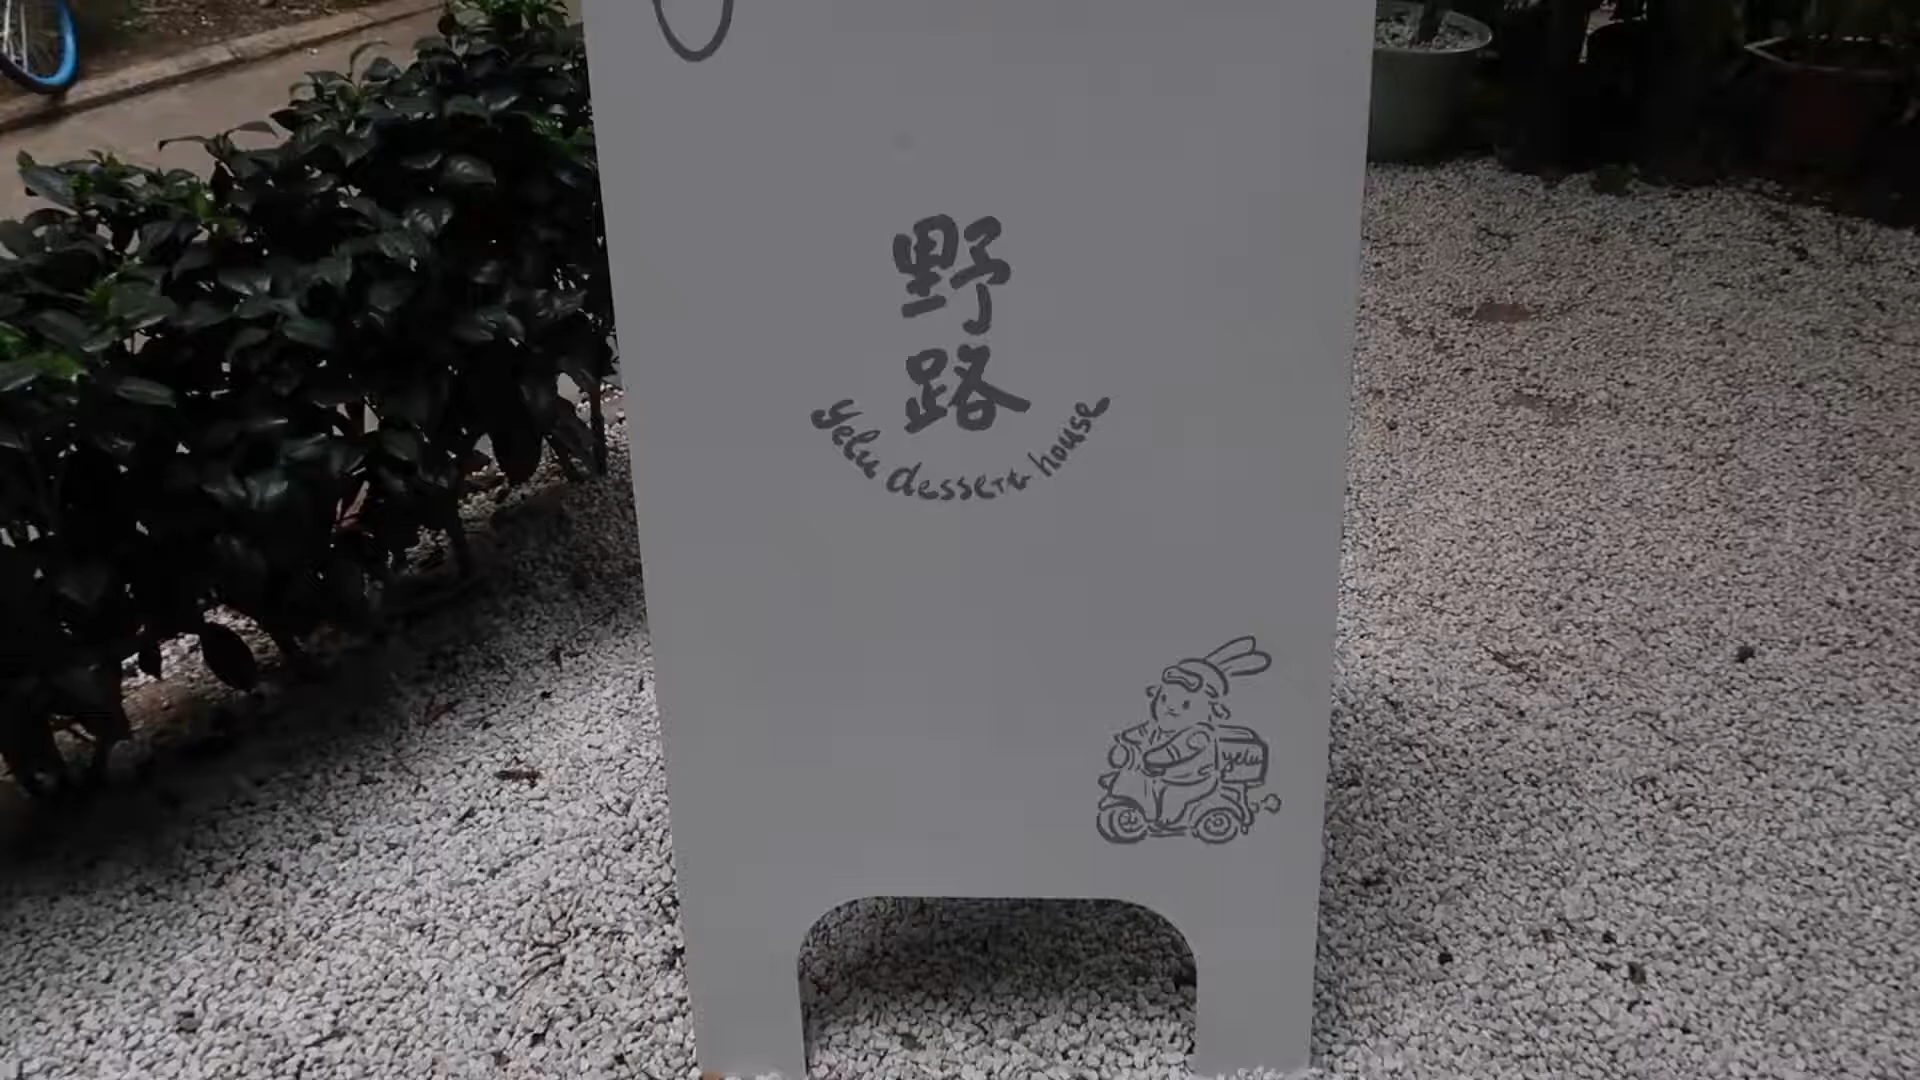 野
路
yelu dessert house
yelu